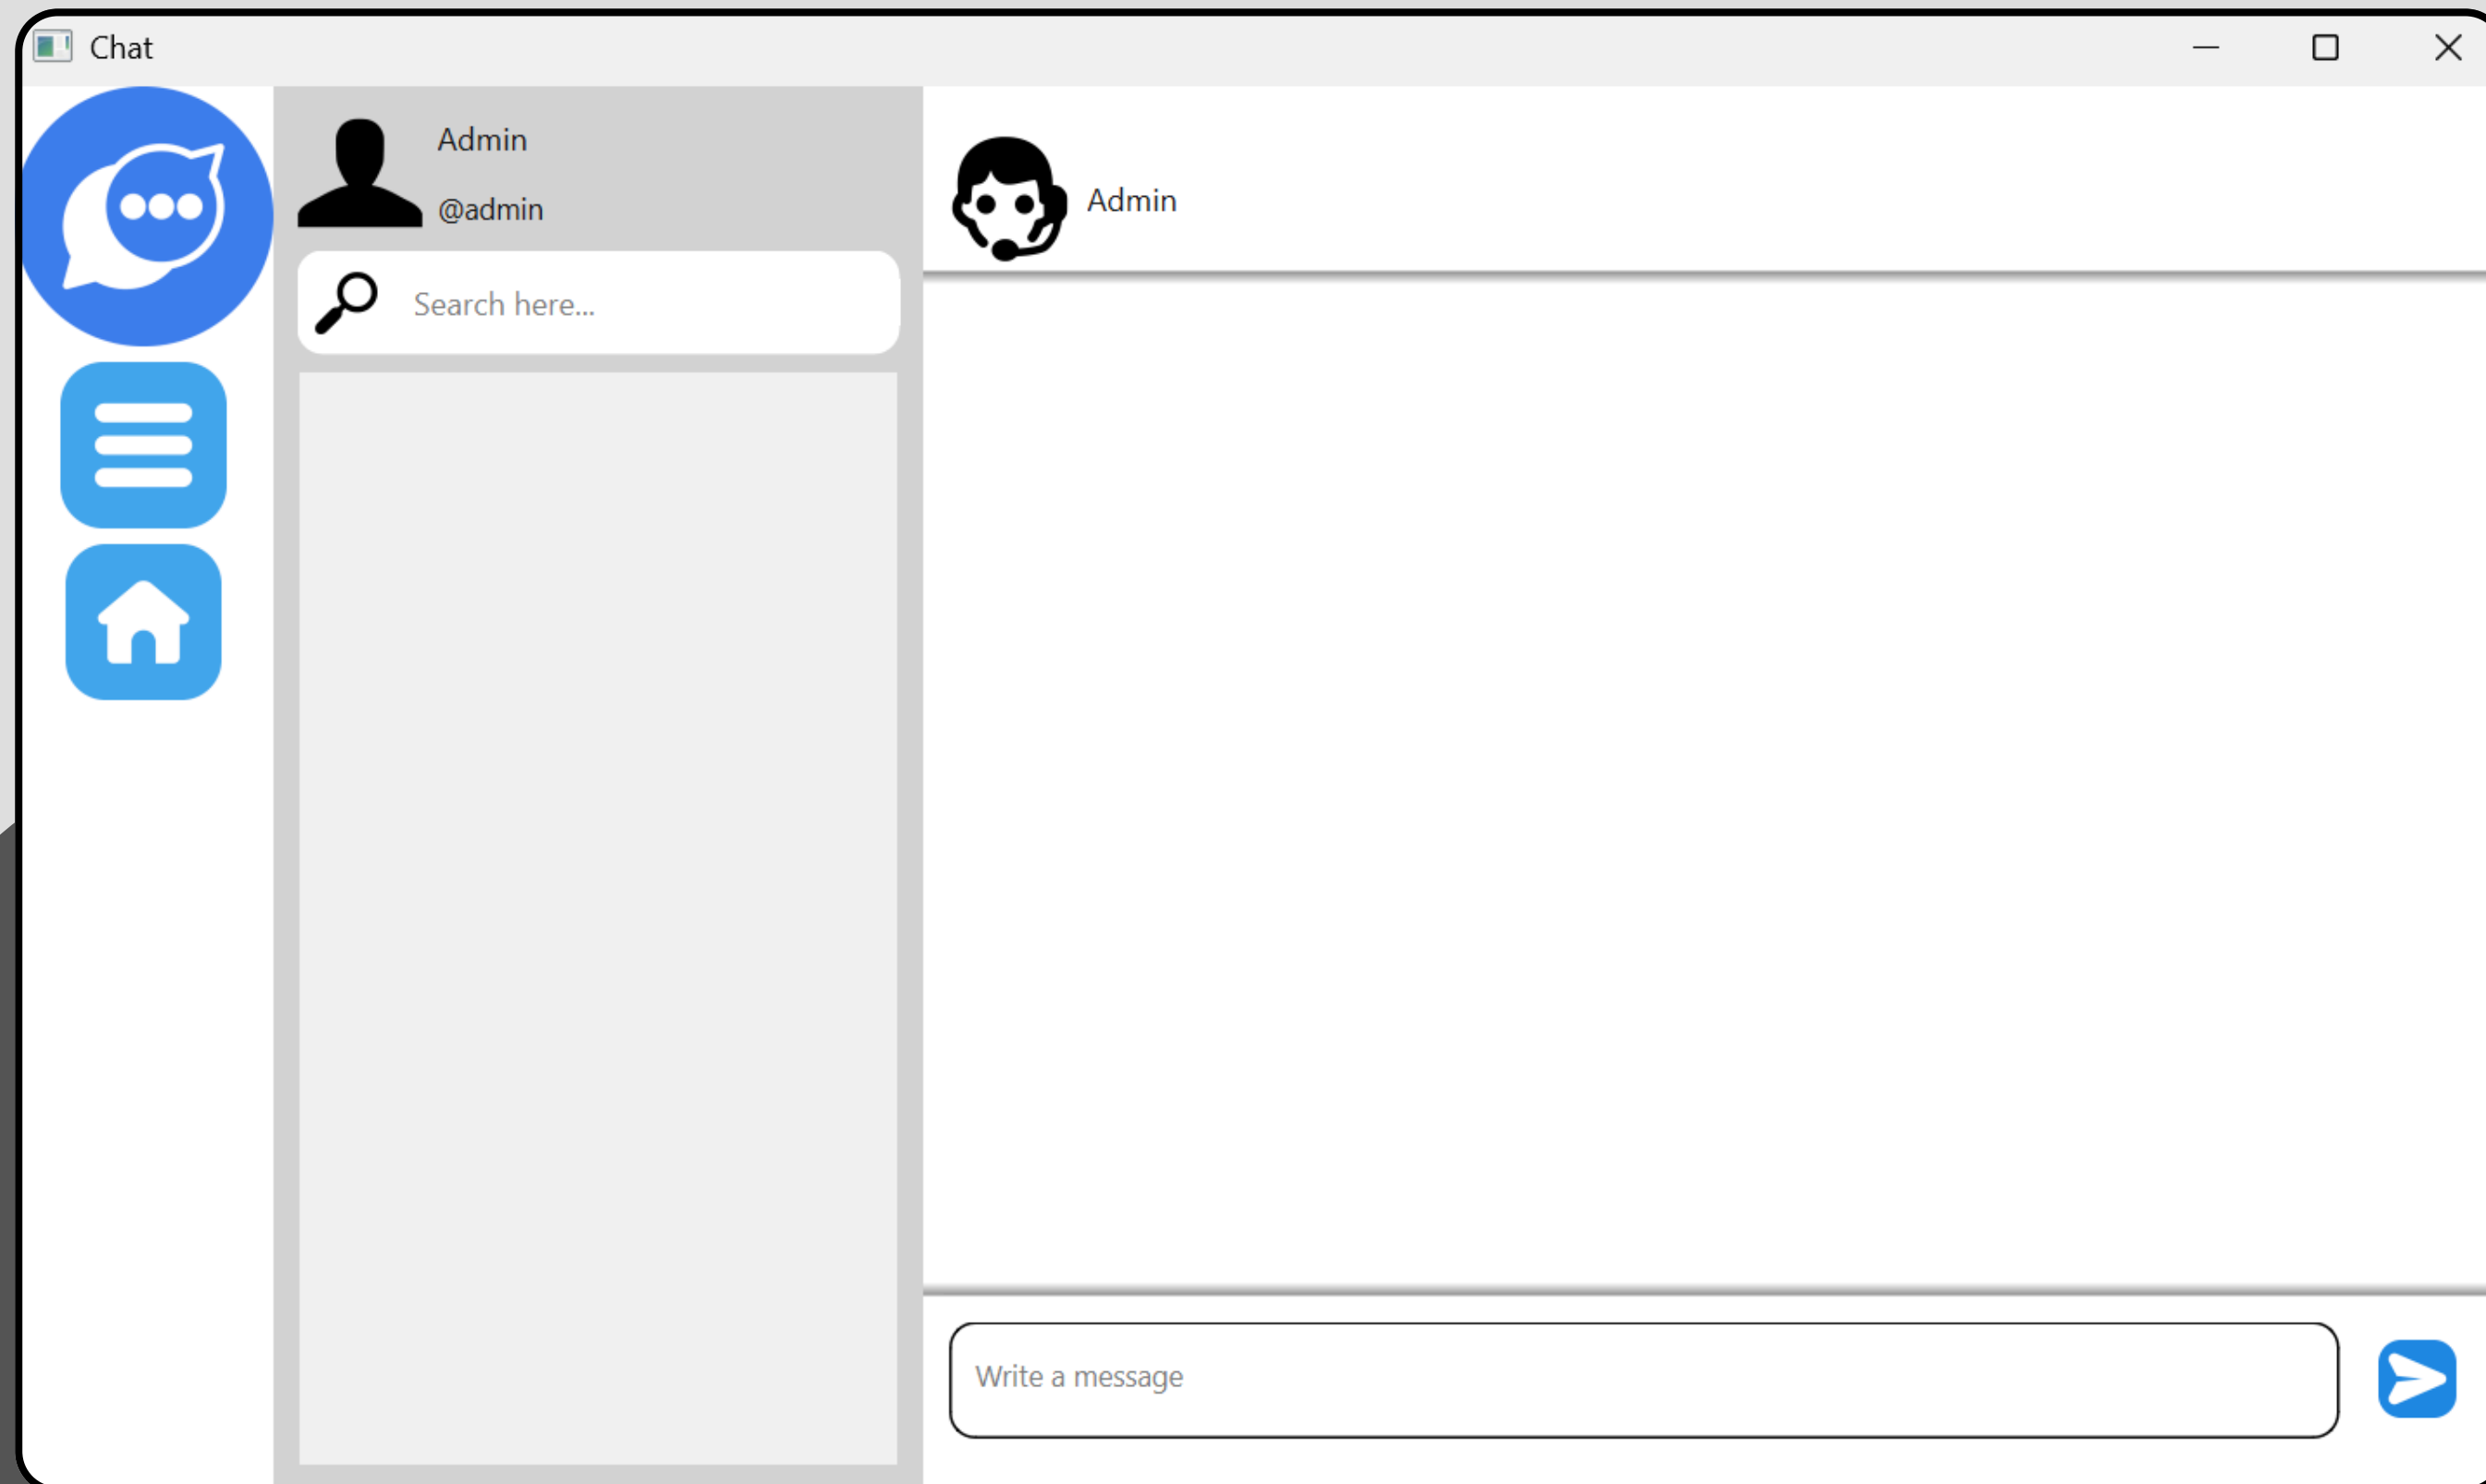 Chat
Admin
@admin
Search here...
Admin
Write a message